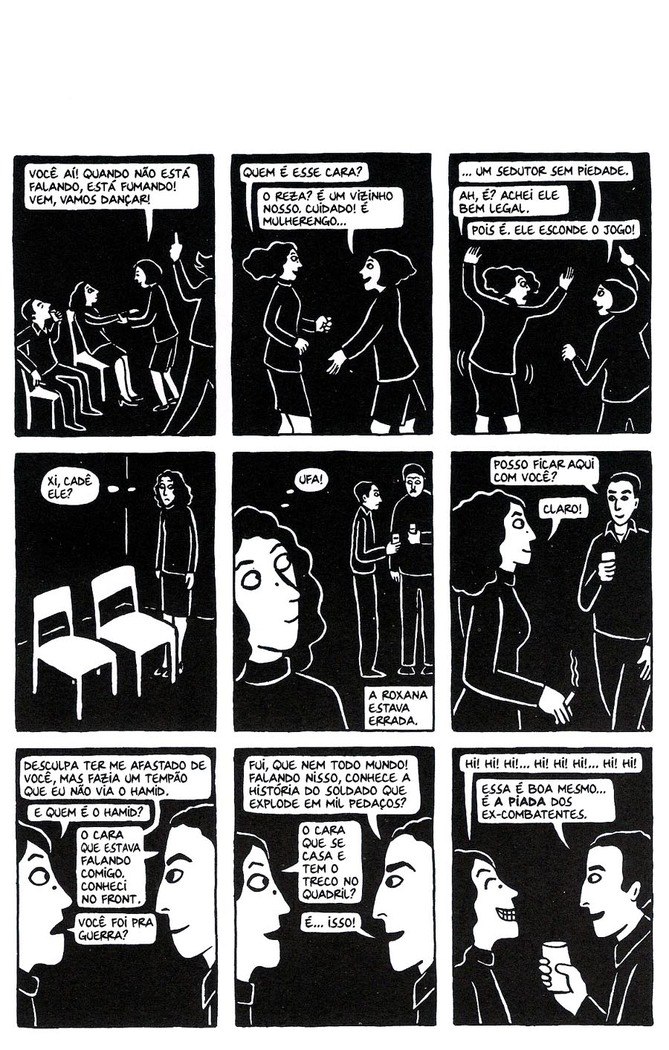 VOCÊ AÍ! QUANDO NÃO ESTÁ
FALANDO, ESTÁ FUMANDO!
VEM, VAMOS DANÇAR!
QUEM É ESSE CARA?
O REZA? É UM VIZINHO
NOSSO. CUIDADO! É
MULHERENGO...
... UM SEDUTOR SEM PIEDADE.
AH, É? ACHEI ELE
BEM LEGAL.
POIS É. ELE ESCONDE O JOGO!
XI, CADÊ
ELE?
UFA!
A ROXANA
ESTAVA
ERRADA.
POSSO FICAR AQUI
COM VOCÊ?
CLARO!
DESCULPA TER ME AFASTADO DE
VOCÊ, MAS FAZIA UM TEMPÃO
QUE EU NÃO VIA O HAMID.
E QUEM É O HAMID?
O CARA
QUE ESTAVA
FALANDO
COMIGO.
CONHECI
NO FRONT.
VOCÊ FOI PRA
GUERRA?
FUI, QUE NEM TODO MUNDO!
FALANDO NISSO, CONHECE A
HISTÓRIA DO SOLDADO QUE
EXPLODE EM MIL PEDAÇOS?
O CARA
QUE SE
CASA E
TEM O
TRECO NO
QUADRIL?
É... ISSO!
HI! HI! HI!... HI! HI! HI!... HI! HI!
ESSA É BOA MESMO...
É A PIADA DOS
EX-COMBATENTES.